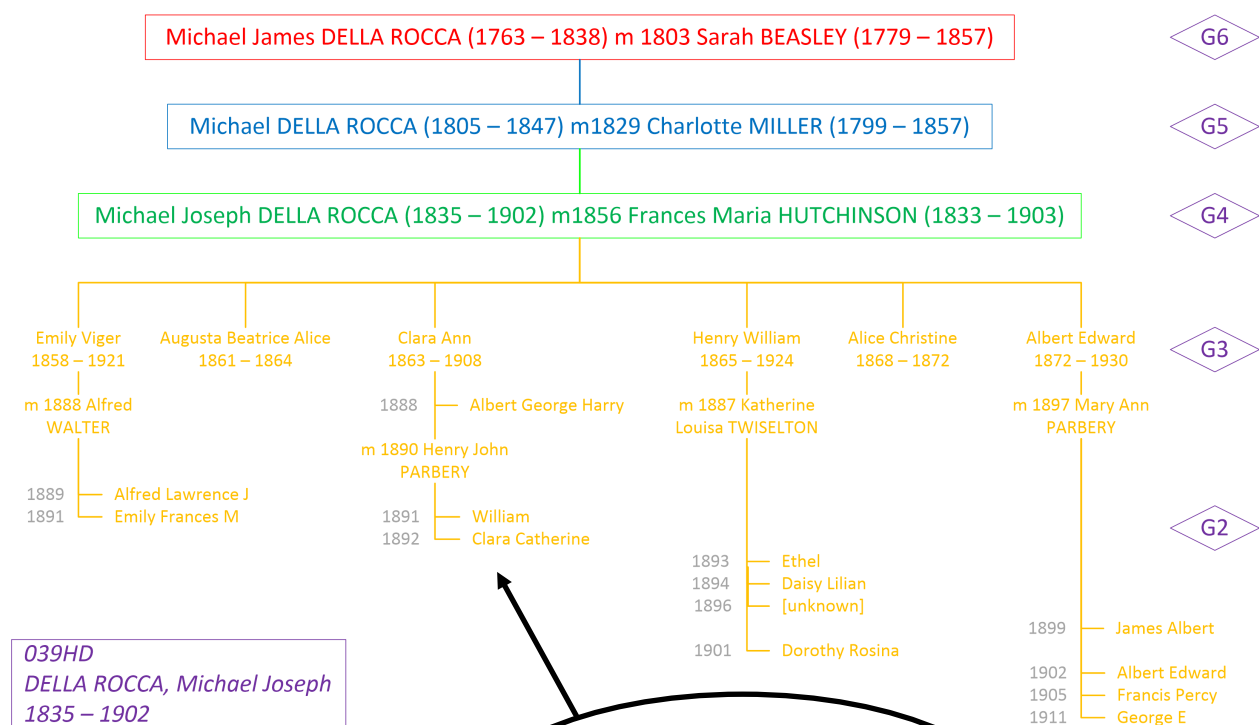 Michael James DELLA ROCCA (1763 – 1838) m 1803 Sarah BEASLEY (1779 – 1857)
G6
Michael DELLA ROCCA (1805 – 1847) m1829 Charlotte MILLER (1799 – 1857)
G5
Michael Joseph DELLA ROCCA (1835 – 1902) m1856 Frances Maria HUTCHINSON (1833 – 1903)
G4
Emily Viger
1858 – 1921
Augusta Beatrice Alice
1861 – 1864
Clara Ann
1863 – 1908
Henry William
1865 – 1924
Alice Christine
1868 – 1872
Albert Edward
1872 – 1930
G3
m 1888 Alfred
WALTER
1889 Alfred Lawrence J
1891 Emily Frances M
1888 Albert George Harry
m 1890 Henry John
PARBERY
1891 William
1892 Clara Catherine
m 1887 Katherine
Louisa TWISELTON
1893 Ethel
1894 Daisy Lilian
1896 [unknown]
1901 Dorothy Rosina
m 1897 Mary Ann
PARBERY
1899 James Albert
1902 Albert Edward
1905 Francis Percy
1911 George E
G2
039HD
DELLA ROCCA, Michael Joseph
1835 – 1902